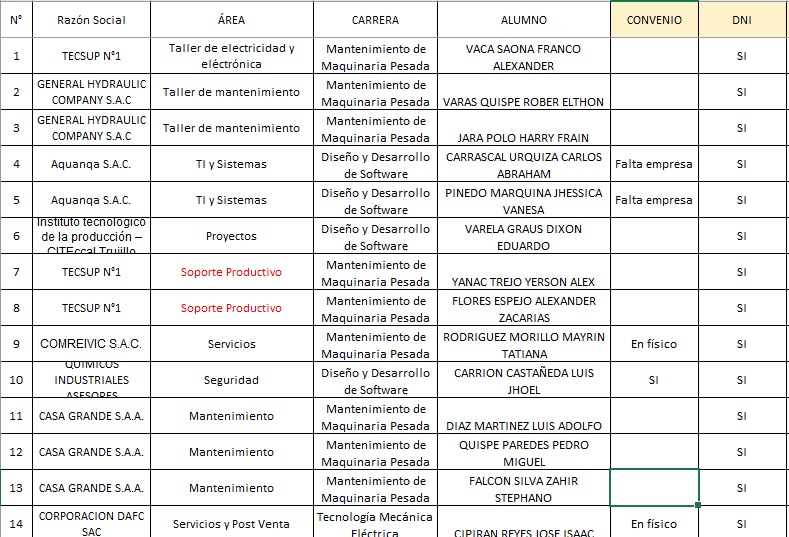 N° Razón Social ÁREA CARRERA ALUMNO CONVENIO DNI
1 TECSUP N°1 Taller de electricidad y eléctrónica Mantenimiento de Maquinaria Pesada VACA SAONA FRANCO ALEXANDER SI
2 GENERAL HYDRAULIC COMPANY S.A.C Taller de mantenimiento Mantenimiento de Maquinaria Pesada VARAS QUISPE ROBER ELTHON SI
3 GENERAL HYDRAULIC COMPANY S.A.C Taller de mantenimiento Mantenimiento de Maquinaria Pesada JARA POLO HARRY FRAIN SI
4 Aquanqa S.A.C. TI y Sistemas Diseño y Desarrollo de Software CARRASCAL URQUIZA CARLOS ABRAHAM Falta empresa SI
5 Aquanqa S.A.C. TI y Sistemas Diseño y Desarrollo de Software PINEDO MARQUINA JHESSICA VANESA Falta empresa SI
6 Instituto tecnológico de la producción – CITEccal Trujillo Proyectos Diseño y Desarrollo de Software VARELA GRAUS DIXON EDUARDO SI
7 TECSUP N°1 Soporte Productivo Mantenimiento de Maquinaria Pesada YANAC TREJO YERSON ALEX SI
8 TECSUP N°1 Soporte Productivo Mantenimiento de Maquinaria Pesada FLORES ESPEJO ALEXANDER ZACARIAS SI
9 COMREIVIC S.A.C. Servicios Mantenimiento de Maquinaria Pesada RODRIGUEZ MORILLO MAYRIN TATIANA En físico SI
10 QUIMICOS INDUSTRIALES ASESORES Seguridad Diseño y Desarrollo de Software CARRION CASTAÑEDA LUIS JHOEL SI SI
11 CASA GRANDE S.A.A. Mantenimiento Mantenimiento de Maquinaria Pesada DIAZ MARTINEZ LUIS ADOLFO SI
12 CASA GRANDE S.A.A. Mantenimiento Mantenimiento de Maquinaria Pesada QUISPE PAREDES PEDRO MIGUEL SI
13 CASA GRANDE S.A.A. Mantenimiento Mantenimiento de Maquinaria Pesada FALCON SILVA ZAHIR STEPHANO SI
14 CORPORACION DAFC SAC Servicios y Post Venta Tecnología Mecánica Eléctrica CIPIRAN REYES JOSE ISAAC En físico SI